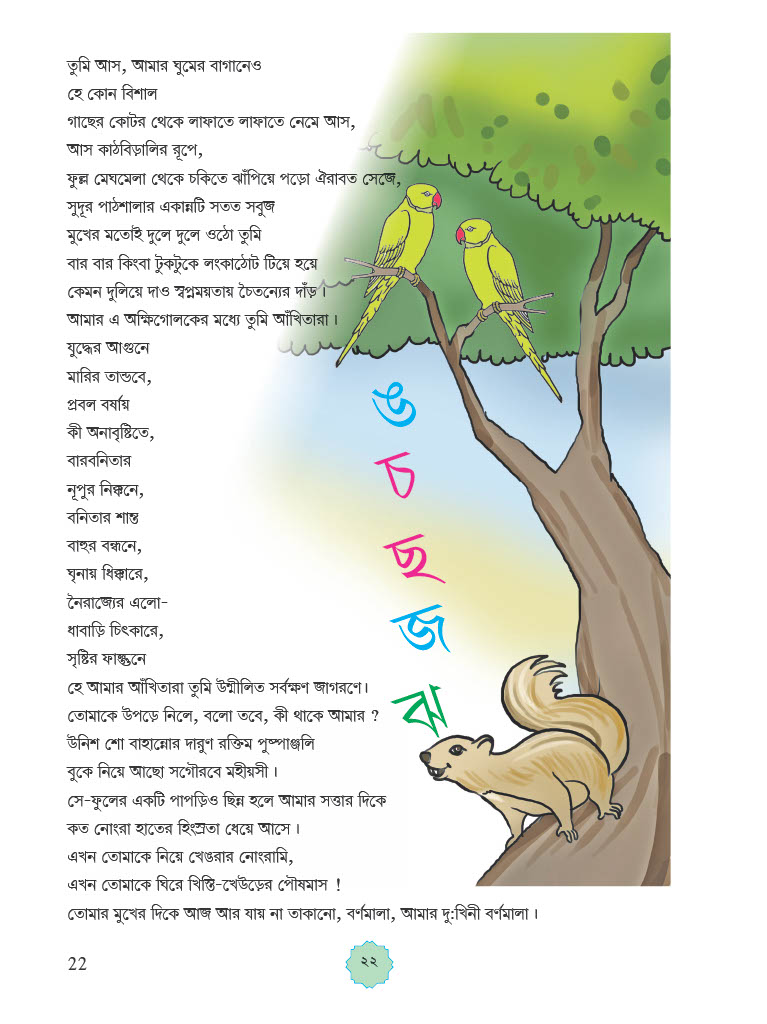 তুমি আস, আমার ঘুমের বাগানেও
হে কোন বিশাল
গাছের কোটর থেকে লাফাতে লাফাতে নেমে আস,
আস কাঠবিড়ালির রূপে,
ফুল্ল মেঘমেলা থেকে চকিতে ঝাঁপিয়ে পড়ো ঐরাবত সেজে,
সুদূর পাঠশালার একান্নটি সতত সবুজ
মুখের মতোই দুলে দুলে ওঠো তুমি
বার বার কিংবা টুকটুকে লংকাঠোট টিয়ে হয়ে
কেমন দুলিয়ে দাও স্বপ্নময়তায় চৈতন্যের দাঁড়।
আমার এ অক্ষিগোলকের মধ্যে তুমি আঁখিতারা।
যুদ্ধের আগুনে
মারির তান্ডবে,
প্রবল বর্ষায়
কী অনাবৃষ্টিতে,
বারবনিতার
নূপুর নিক্কনে,
বনিতার শান্ত
বাহুর বন্ধনে,
ঘৃনায় ধিক্কারে,
নৈরাজ্যের এলো-
ধাবাড়ি চিৎকারে,
সৃষ্টির ফাল্গুনে
হে আমার আঁখিতারা তুমি উন্মীলিত সর্বক্ষণ জাগরণে।
তোমাকে উপড়ে নিলে, বলো তবে, কী থাকে আমার ?
উনিশ শো বাহান্নোর দারুণ রক্তিম পুষ্পাঞ্জলি
বুকে নিয়ে আছো সগৌরবে মহীয়সী।
সে-ফুলের একটি পাপড়িও ছিন্ন হলে আমার সত্তার দিকে
কত নোংরা হাতের হিংস্রতা ধেয়ে আসে।
এখন তোমাকে নিয়ে খেঙরার নোংরামি,
এখন তোমাকে ঘিরে খিস্তি-খেউড়ের পৌষমাস !
তোমার মুখের দিকে আজ আর যায় না তাকানো, বর্ণমালা, আমার দু:খিনী বর্ণমালা।
ঙ
চ
ছ
জ
ঝ
22
২২